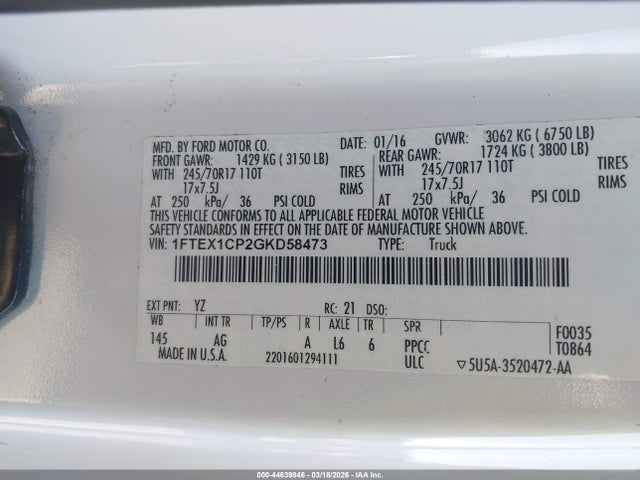 MFD. BY FORD MOTOR CO. DATE: 01/16 GVWR: 3062 KG ( 6750 LB)
FRONT GAWR: 1429 KG ( 3150 LB) REAR GAWR: 1724 KG ( 3800 LB)
WITH 245/70R17 110T TIRES WITH 245/70R17 110T TIRES
17x7.5J RIMS 17x7.5J RIMS
AT 250 kPa/ 36 PSI COLD AT 250 kPa/ 36 PSI COLD
THIS VEHICLE CONFORMS TO ALL APPLICABLE FEDERAL MOTOR VEHICLE
SAFETY STANDARDS IN EFFECT ON THE DATE OF MANUFACTURE SHOWN ABOVE.
VIN: 1FTEX1CP2GKD58473 TYPE: Truck
EXT PNT: YZ RC: 21 DSO:
WB INT TR TP/PS R AXLE TR SPR F0035
145 AG A L6 6 PPCC T0864
MADE IN U.S.A. 2201601294111 ULC ▽5U5A-3520472-AA
000-44639846 - 03/18/2026 - IAA Inc.